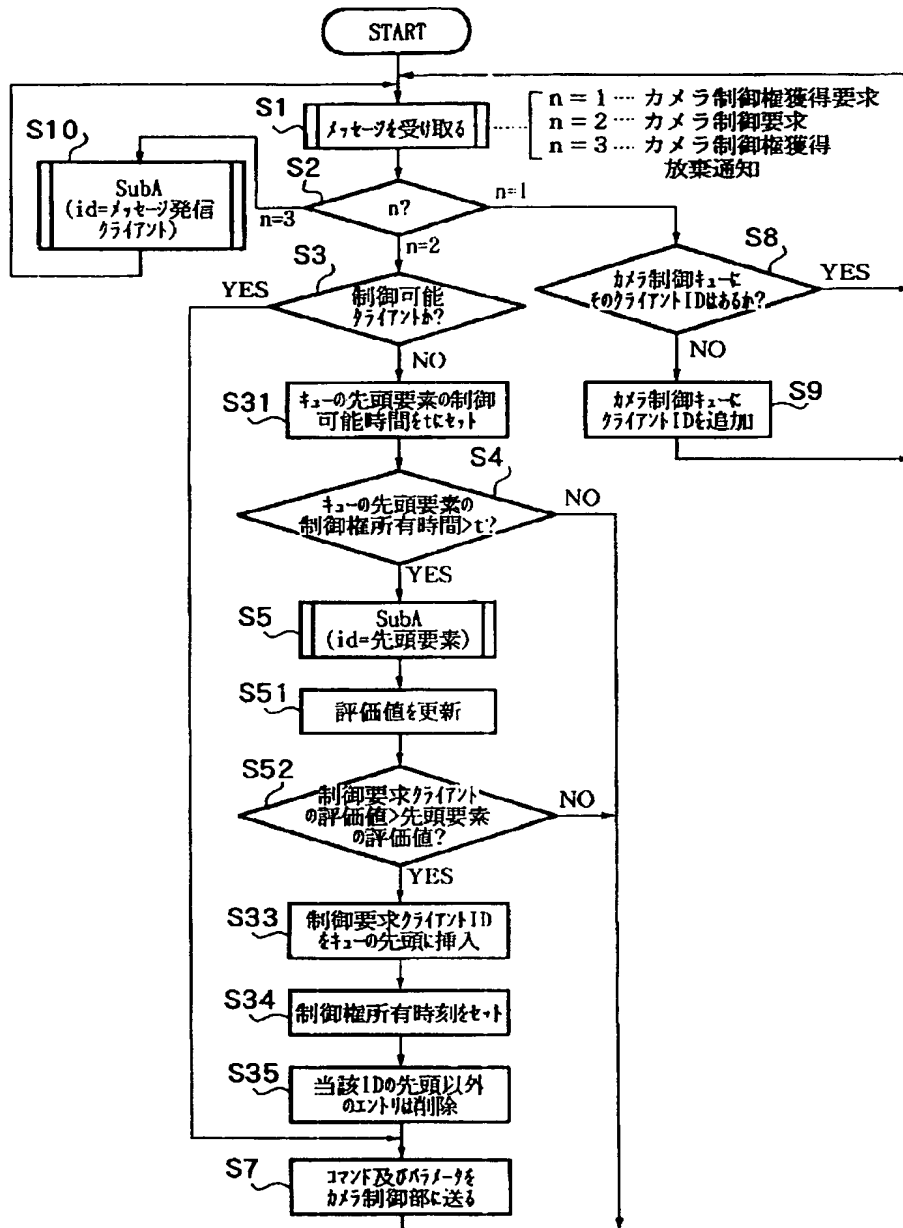 START
S1
メッセージを受け取る
n = 1 … カメラ制御権獲得要求
n = 2 … カメラ制御要求
n = 3 … カメラ制御権獲得
放棄通知
S10
SubA
(id=メッセージ発信
クライアント)
S2
n?
n=3
n=1
n=2
S3
制御可能
クライアントか?
YES
NO
S8
カメラ制御キューに
そのクライアントIDはあるか?
YES
NO
S9
カメラ制御キューに
クライアントIDを追加
S31
キューの先頭要素の制御
可能時間をtにセット
S4
キューの先頭要素の
制御権所有時間>t?
NO
YES
S5
SubA
(id=先頭要素)
S51
評価値を更新
S52
制御要求クライアント
の評価値>先頭要素
の評価値?
NO
YES
S33
制御要求クライアントID
をキューの先頭に挿入
S34
制御権所有時刻をセット
S35
当該IDの先頭以外
のエントリは削除
S7
コマンド及びパラメータを
カメラ制御部に送る